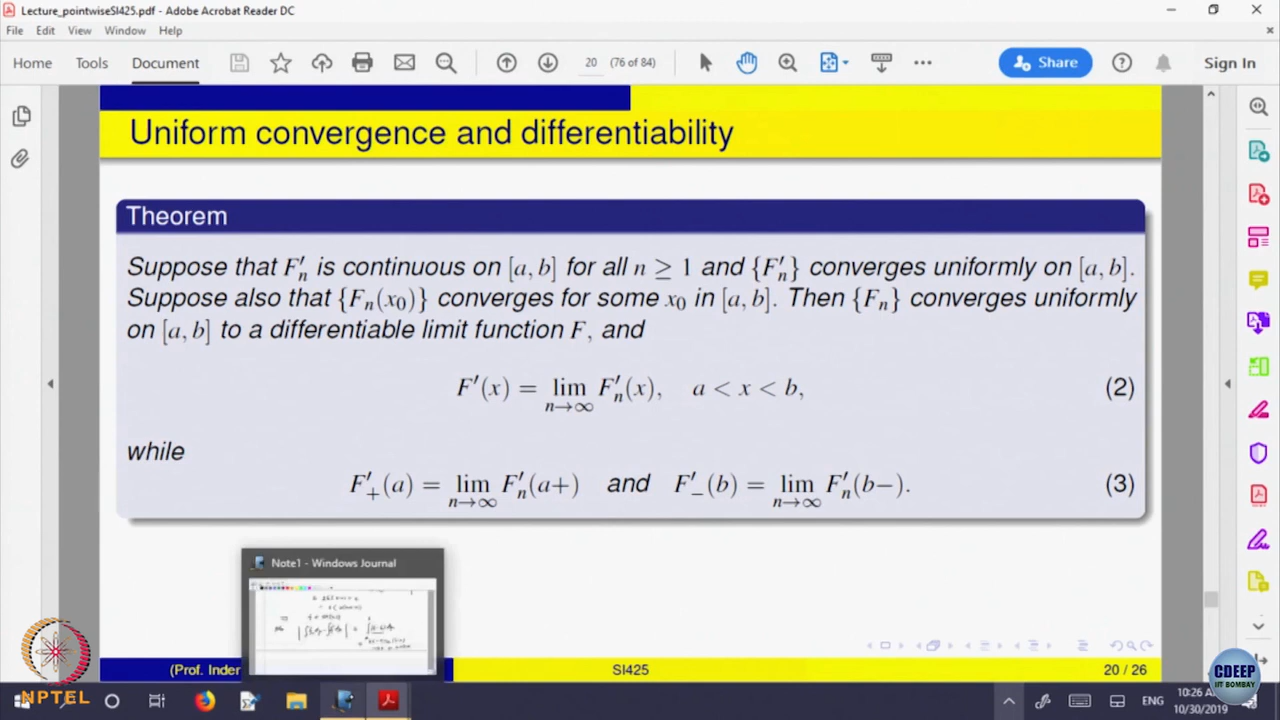 Lecture_pointwiseSI425.pdf - Adobe Acrobat Reader DC
File Edit View Window Help
Home Tools Document 20 (76 of 84) Share Sign In
Uniform convergence and differentiability
Theorem
Suppose that F′ₙ is continuous on [a, b] for all n ≥ 1 and {F′ₙ} converges uniformly on [a, b].
Suppose also that {Fₙ(x₀)} converges for some x₀ in [a, b]. Then {Fₙ} converges uniformly
on [a, b] to a differentiable limit function F, and
F′(x) = lim n→∞ F′ₙ(x), a < x < b, (2)
while
F′₊(a) = lim n→∞ F′ₙ(a+) and F′₋(b) = lim n→∞ F′ₙ(b−). (3)
Note1 - Windows Journal
(Prof. Inder
SI425
20 / 26
NPTEL
CDEEP
IIT BOMBAY
ENG
10:26
10/30/2019